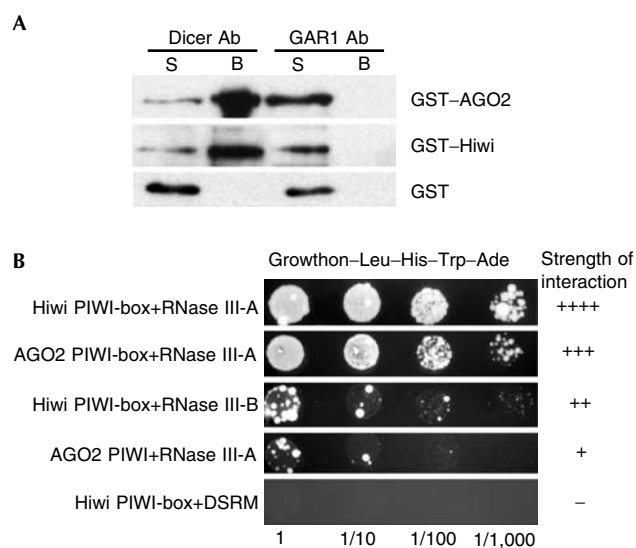 A
Dicer Ab GAR1 Ab
S B S B
GST–AGO2
GST–Hiwi
GST
B
Growthon–Leu–His–Trp–Ade
Strength of
interaction
Hiwi PIWI-box+RNase III-A ++++
AGO2 PIWI-box+RNase III-A +++
Hiwi PIWI-box+RNase III-B ++
AGO2 PIWI+RNase III-A +
Hiwi PIWI-box+DSRM –
1 1/10 1/100 1/1,000